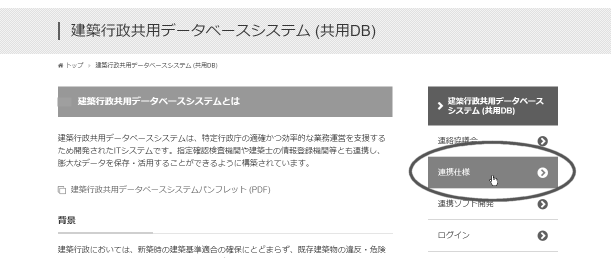 建築行政共用データベースシステム (共用DB)
トップ > 建築行政共用データベースシステム (共用DB)
建築行政共用データベースシステムとは
建築行政共用データベースシステムは、特定行政庁の適確かつ効率的な業務運営を支援する
ため開発されたITシステムです。指定確認検査機関や建築士の情報登録機関等とも連携し、
膨大なデータを保存・活用することができるように構築されています。
建築行政共用データベースシステムパンフレット (PDF)
背景
建築行政においては、新築時の建築基準適合の確保にとどまらず、既存建築物の違反・危険
建築行政共用データベース
システム (共用DB)
連絡協議会
連携仕様
連携ソフト開発
ログイン